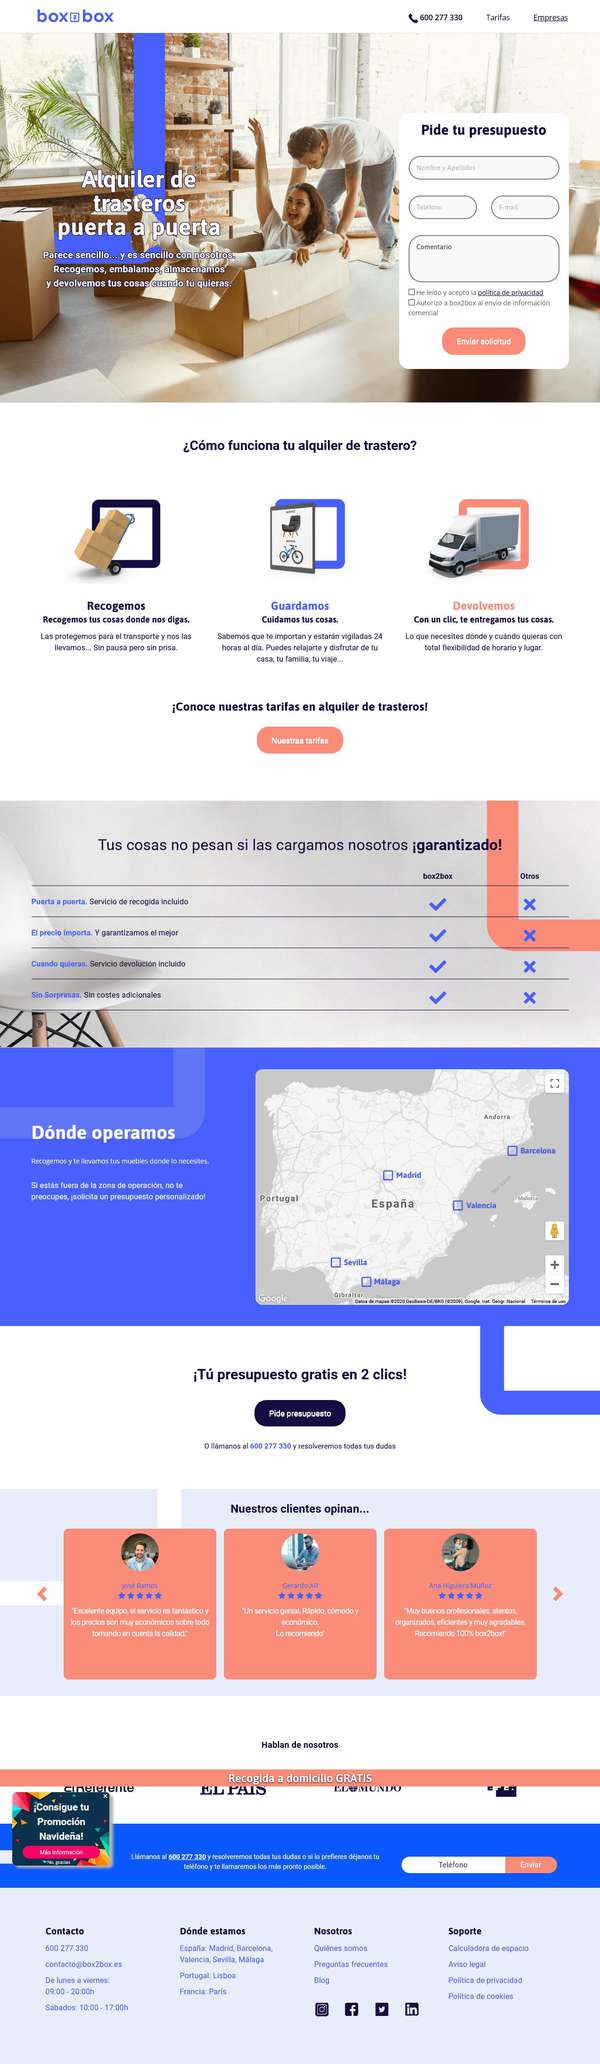 box2box
600 277 330
Tarifas
Empresas
Alquiler de
trasteros
puerta a puerta
Parece sencillo... y es sencillo con nosotros.
Recogemos, embalamos, almacenamos
y devolvemos tus cosas cuando tú quieras.
Pide tu presupuesto
Nombre y Apellidos
Teléfono
E-mail
Comentario
He leído y acepto la política de privacidad
Autorizo a box2box al envío de información
comercial
Enviar solicitud
¿Cómo funciona tu alquiler de trastero?
Recogemos
Recogemos tus cosas donde nos digas.
Las protegemos para el transporte y nos las
llevamos... Sin pausa pero sin prisa.
Guardamos
Cuidamos tus cosas.
Sabemos que te importan y estarán vigiladas 24
horas al día. Puedes relajarte y disfrutar de tu
casa, tu familia, tu viaje...
Devolvemos
Con un clic, te entregamos tus cosas.
Lo que necesites dónde y cuándo quieras con
total flexibilidad de horario y lugar.
¡Conoce nuestras tarifas en alquiler de trasteros!
Nuestras tarifas
Tus cosas no pesan si las cargamos nosotros ¡garantizado!
box2box
Otros
Puerta a puerta. Servicio de recogida incluido
El precio importa. Y garantizamos el mejor
Cuando quieras. Servicio devolución incluido
Sin Sorpresas. Sin costes adicionales
Dónde operamos
Recogemos y te llevamos tus muebles donde lo necesites.
Si estás fuera de la zona de operación, no te
preocupes, ¡solicita un presupuesto personalizado!
Andorra
Barcelona
Madrid
Portugal
España
Valencia
Sevilla
Málaga
Gibraltar
Google
Datos de mapas ©2020 GeoBasis-DE/BKG (©2009), Google, Inst. Geogr. Nacional
Términos de uso
¡Tú presupuesto gratis en 2 clics!
Pide presupuesto
O llámanos al 600 277 330 y resolveremos todas tus dudas
Nuestros clientes opinan...
José Ramos
"Excelente equipo, el servicio es fantástico y
los precios son muy económicos sobre todo
tomando en cuenta la calidad."
Gerardo AR
"Un servicio genial. Rápido, cómodo y
económico.
Lo recomiendo"
Ana Higuera Muñoz
"Muy buenos profesionales: atentos,
organizados, eficientes y muy agradables.
Recomiendo 100% box2box!"
Hablan de nosotros
Recogida a domicilio GRATIS
El Referente
EL PAÍS
EL MUNDO
¡Consigue tu
Promoción
Navideña!
Más Información
No, gracias
Llámanos al 600 277 330 y resolveremos todas tus dudas o si lo prefieres déjanos tu
teléfono y te llamaremos los más pronto posible.
Teléfono
Enviar
Contacto
600 277 330
contacto@box2box.es
De lunes a viernes:
09:00 - 20:00h
Sábados: 10:00 - 17:00h
Dónde estamos
España: Madrid, Barcelona,
Valencia, Sevilla, Málaga
Portugal: Lisboa
Francia: París
Nosotros
Quiénes somos
Preguntas frecuentes
Blog
Soporte
Calculadora de espacio
Aviso legal
Política de privacidad
Política de cookies